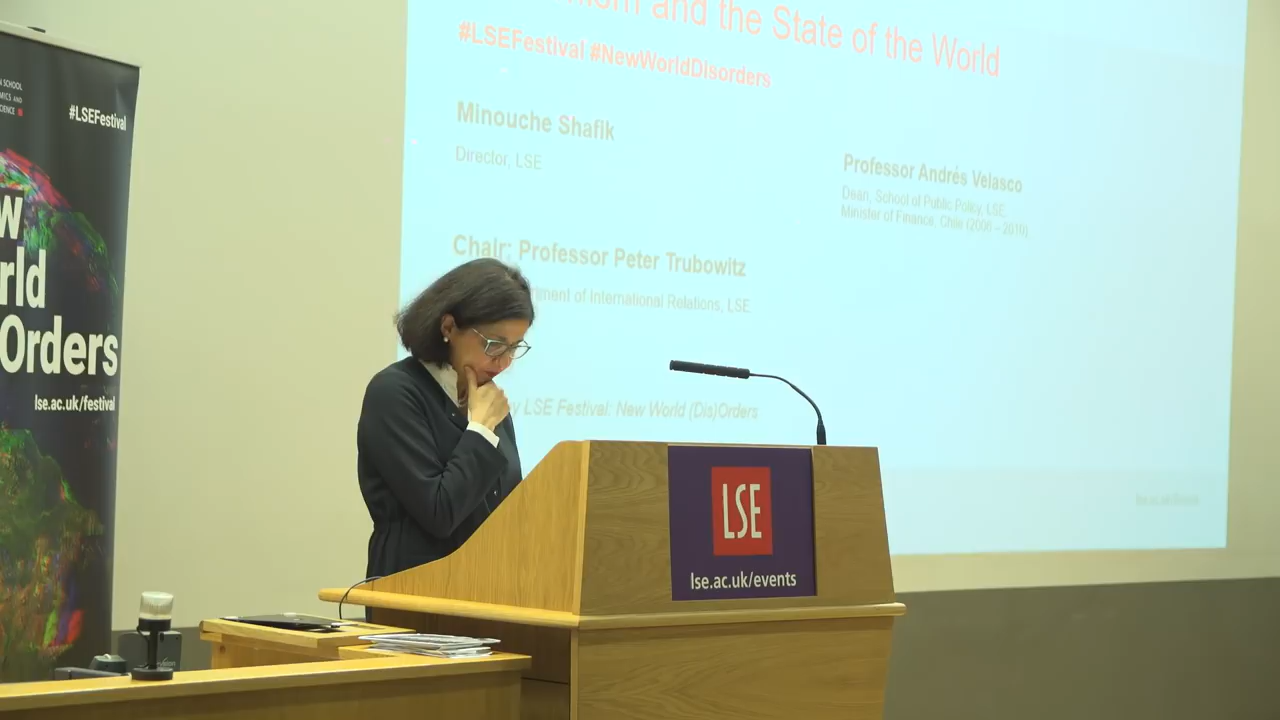 #LSEFestival
w
rld
Orders
lse.ac.uk/festival
and the State of the World
#LSEFestival #NewWorldDisorders
Minouche Shafik
Director, LSE
Professor Andrés Velasco
Dean, School of Public Policy, LSE,
Minister of Finance, Chile (2006 – 2010)
Chair: Professor Peter Trubowitz
of International Relations, LSE
LSE Festival: New World (Dis)Orders
LSE
lse.ac.uk/events